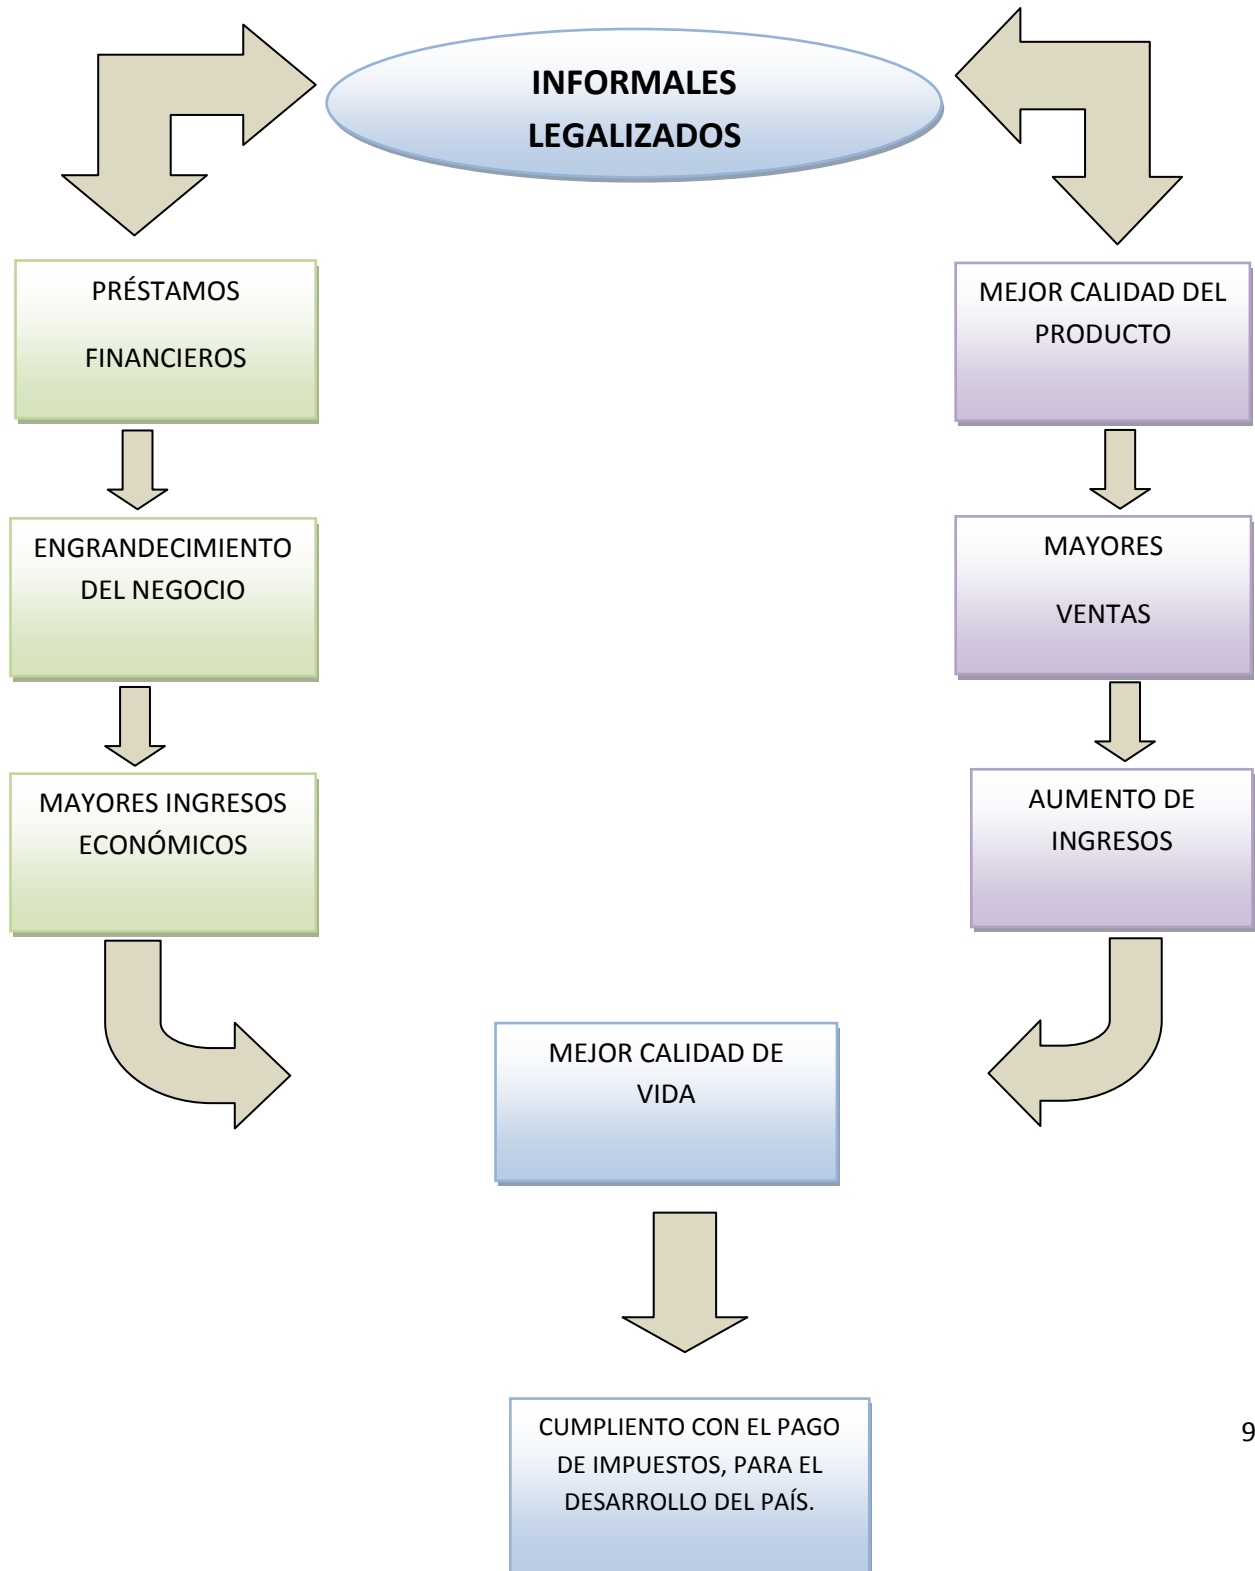 INFORMALES
LEGALIZADOS
PRÉSTAMOS
FINANCIEROS
MEJOR CALIDAD DEL
PRODUCTO
ENGRANDECIMIENTO
DEL NEGOCIO
MAYORES
VENTAS
MAYORES INGRESOS
ECONÓMICOS
AUMENTO DE
INGRESOS
MEJOR CALIDAD DE
VIDA
CUMPLIENTO CON EL PAGO
DE IMPUESTOS, PARA EL
DESARROLLO DEL PAÍS.
9